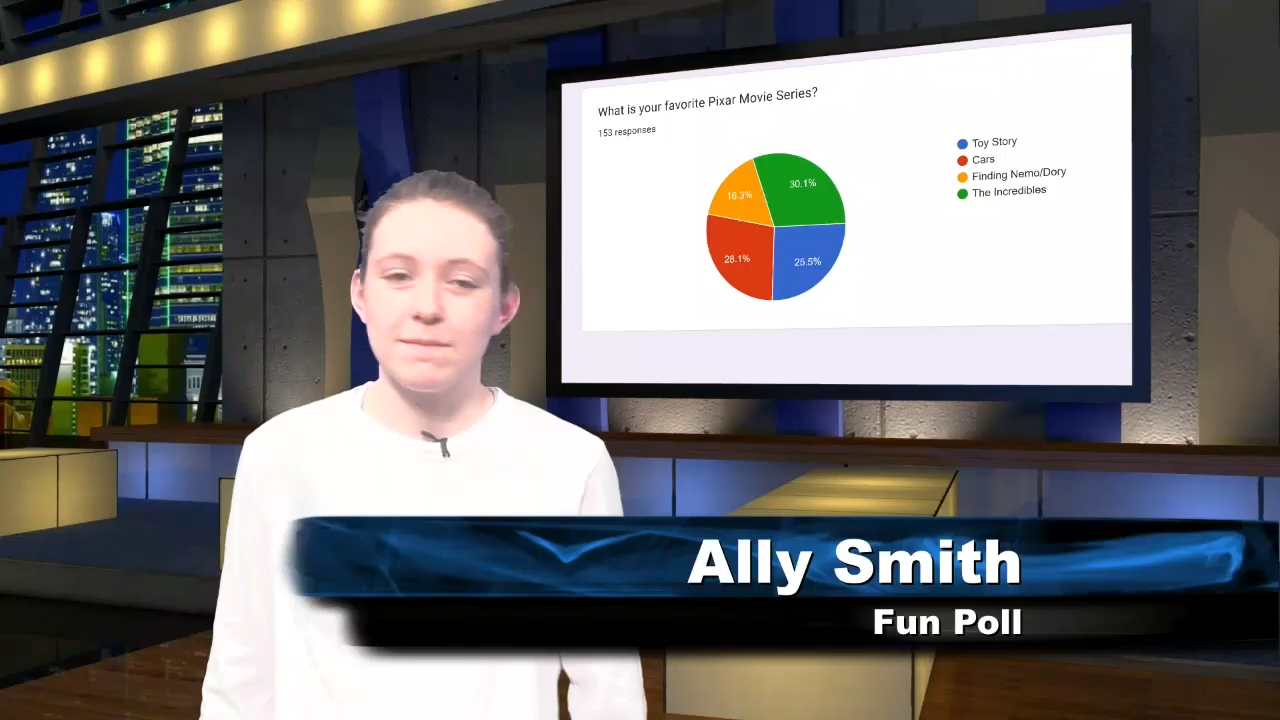 What is your favorite Pixar Movie Series?
153 responses
Toy Story
Cars
Finding Nemo/Dory
The Incredibles
30.1%
16.3%
28.1%
25.5%
Ally Smith
Fun Poll